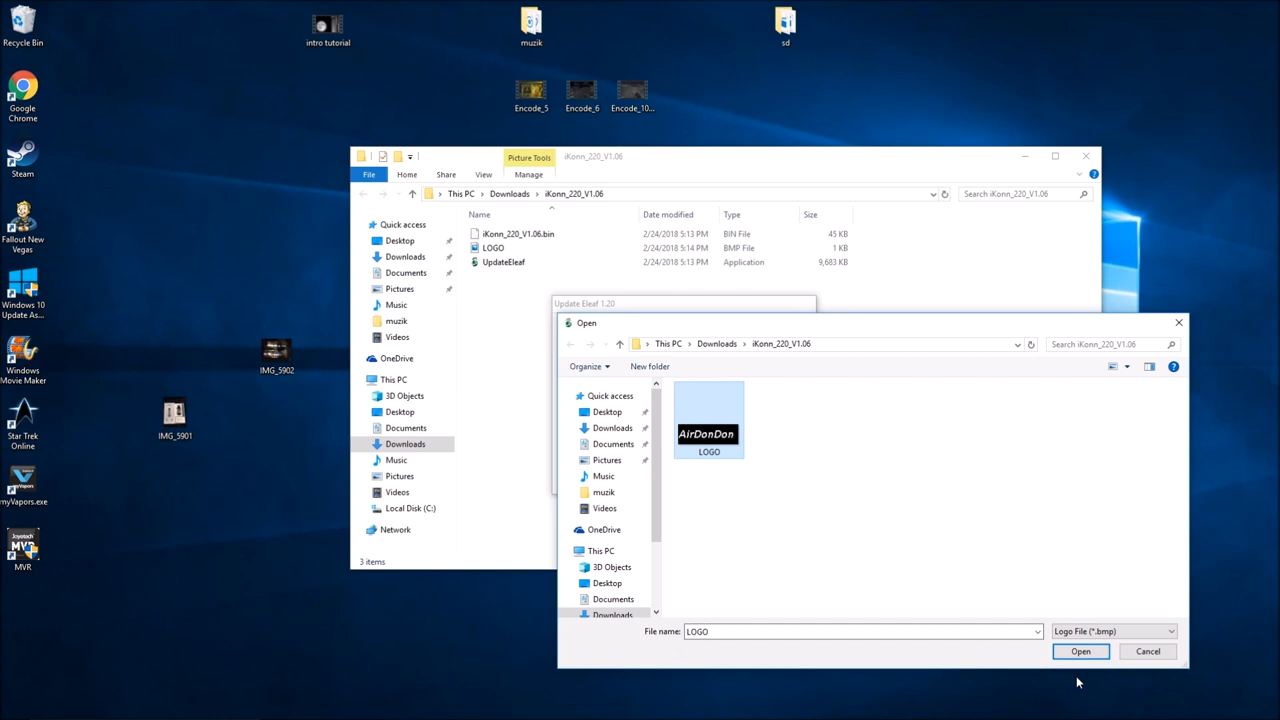 Recycle Bin
intro tutorial
muzik
sd
Google
Chrome
Encode_5
Encode_6
Encode_10...
Steam
Fallout New
Vegas
Windows 10
Update As...
Windows
Movie Maker
IMG_5902
Star Trek
Online
IMG_5901
myVapors.exe
Joyetech
MVR
MVR
Picture Tools
iKonn_220_V1.06
File
Home
Share
View
Manage
This PC
Downloads
iKonn_220_V1.06
Search iKonn_220_V1.06
Name
Date modified
Type
Size
iKonn_220_V1.06.bin
2/24/2018 5:13 PM
BIN File
45 KB
LOGO
2/24/2018 5:14 PM
BMP File
1 KB
UpdateEleaf
2/24/2018 5:13 PM
Application
9,683 KB
Quick access
Desktop
Downloads
Documents
Pictures
Music
muzik
Videos
OneDrive
This PC
3D Objects
Desktop
Documents
Downloads
Music
Pictures
Videos
Local Disk (C:)
Network
3 items
Update Eleaf 1.20
Open
This PC
Downloads
iKonn_220_V1.06
Search iKonn_220_V1.06
Organize
New folder
Quick access
Desktop
Downloads
Documents
Pictures
Music
muzik
Videos
OneDrive
This PC
3D Objects
Desktop
Documents
Downloads
AirDonDon
LOGO
File name:
LOGO
Logo File (*.bmp)
Open
Cancel